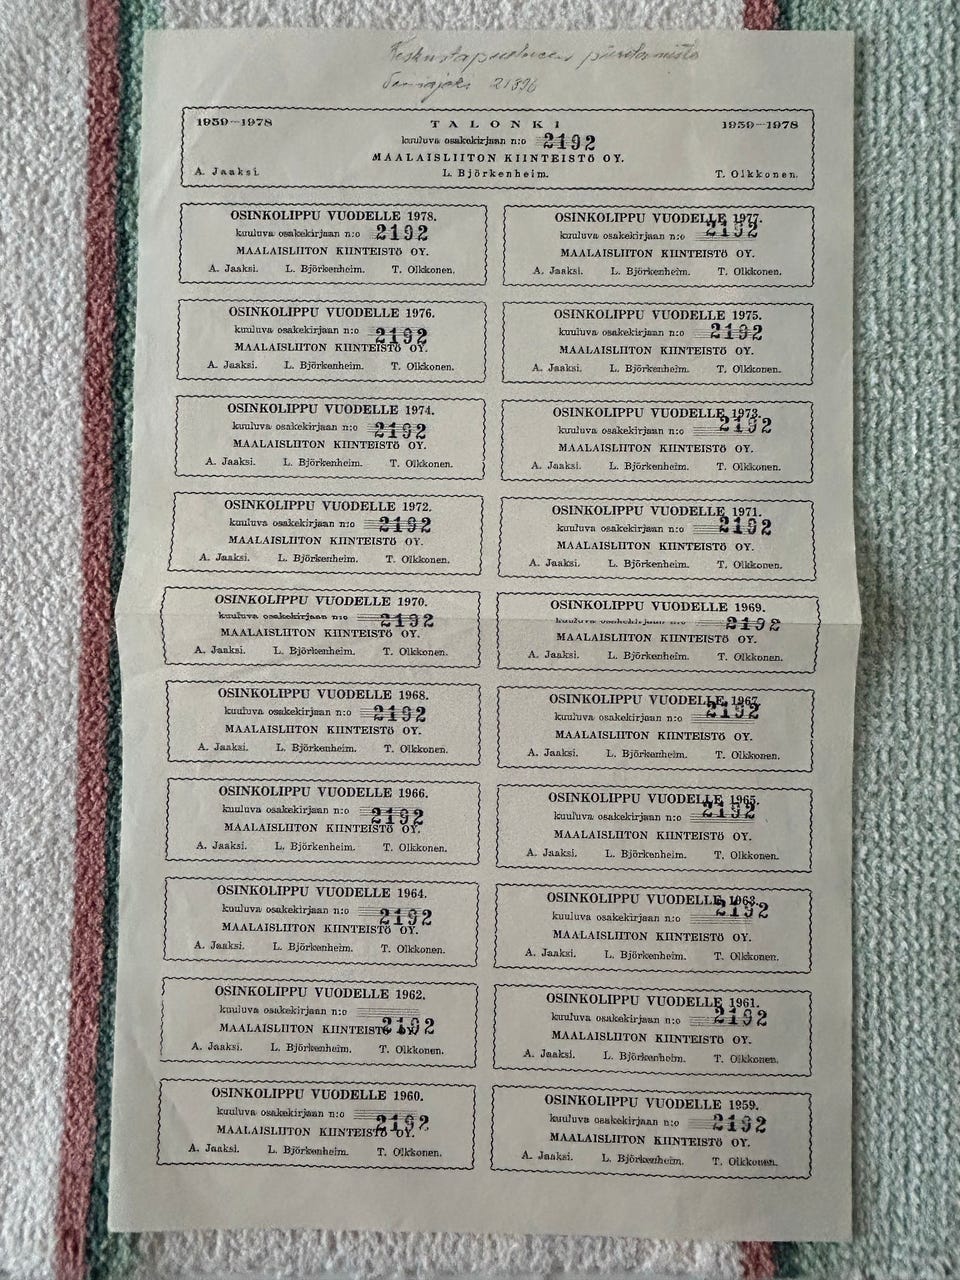 1959—1978 TALONKI 1959—1978
kuuluva osakekirjaan n:o 2192
MAALAISLIITON KIINTEISTÖ OY.
A. Jaaksi. L. Björkenheim. T. Olkkonen.
OSINKOLIPPU VUODELLE 1978.
kuuluva osakekirjaan n:o 2192
MAALAISLIITON KIINTEISTÖ OY.
A. Jaaksi. L. Björkenheim. T. Olkkonen.
OSINKOLIPPU VUODELLE 1977.
kuuluva osakekirjaan n:o 2192
MAALAISLIITON KIINTEISTÖ OY.
A. Jaaksi. L. Björkenheim. T. Olkkonen.
OSINKOLIPPU VUODELLE 1976.
kuuluva osakekirjaan n:o 2192
MAALAISLIITON KIINTEISTÖ OY.
A. Jaaksi. L. Björkenheim. T. Olkkonen.
OSINKOLIPPU VUODELLE 1975.
kuuluva osakekirjaan n:o 2192
MAALAISLIITON KIINTEISTÖ OY.
A. Jaaksi. L. Björkenheim. T. Olkkonen.
OSINKOLIPPU VUODELLE 1974.
kuuluva osakekirjaan n:o 2192
MAALAISLIITON KIINTEISTÖ OY.
A. Jaaksi. L. Björkenheim. T. Olkkonen.
OSINKOLIPPU VUODELLE 1973.
kuuluva osakekirjaan n:o 2192
MAALAISLIITON KIINTEISTÖ OY.
A. Jaaksi. L. Björkenheim. T. Olkkonen.
OSINKOLIPPU VUODELLE 1972.
kuuluva osakekirjaan n:o 2192
MAALAISLIITON KIINTEISTÖ OY.
A. Jaaksi. L. Björkenheim. T. Olkkonen.
OSINKOLIPPU VUODELLE 1971.
kuuluva osakekirjaan n:o 2192
MAALAISLIITON KIINTEISTÖ OY.
A. Jaaksi. L. Björkenheim. T. Olkkonen.
OSINKOLIPPU VUODELLE 1970.
kuuluva osakekirjaan n:o 2192
MAALAISLIITON KIINTEISTÖ OY.
A. Jaaksi. L. Björkenheim. T. Olkkonen.
OSINKOLIPPU VUODELLE 1969.
kuuluva osakekirjaan n:o 2192
MAALAISLIITON KIINTEISTÖ OY.
A. Jaaksi. L. Björkenheim. T. Olkkonen.
OSINKOLIPPU VUODELLE 1968.
kuuluva osakekirjaan n:o 2192
MAALAISLIITON KIINTEISTÖ OY.
A. Jaaksi. L. Björkenheim. T. Olkkonen.
OSINKOLIPPU VUODELLE 1967.
kuuluva osakekirjaan n:o 2192
MAALAISLIITON KIINTEISTÖ OY.
A. Jaaksi. L. Björkenheim. T. Olkkonen.
OSINKOLIPPU VUODELLE 1966.
kuuluva osakekirjaan n:o 2192
MAALAISLIITON KIINTEISTÖ OY.
A. Jaaksi. L. Björkenheim. T. Olkkonen.
OSINKOLIPPU VUODELLE 1965.
kuuluva osakekirjaan n:o 2192
MAALAISLIITON KIINTEISTÖ OY.
A. Jaaksi. L. Björkenheim. T. Olkkonen.
OSINKOLIPPU VUODELLE 1964.
kuuluva osakekirjaan n:o 2192
MAALAISLIITON KIINTEISTÖ OY.
A. Jaaksi. L. Björkenheim. T. Olkkonen.
OSINKOLIPPU VUODELLE 1963.
kuuluva osakekirjaan n:o 2192
MAALAISLIITON KIINTEISTÖ OY.
A. Jaaksi. L. Björkenheim. T. Olkkonen.
OSINKOLIPPU VUODELLE 1962.
kuuluva osakekirjaan n:o 2192
MAALAISLIITON KIINTEISTÖ OY.
A. Jaaksi. L. Björkenheim. T. Olkkonen.
OSINKOLIPPU VUODELLE 1961.
kuuluva osakekirjaan n:o 2192
MAALAISLIITON KIINTEISTÖ OY.
A. Jaaksi. L. Björkenheim. T. Olkkonen.
OSINKOLIPPU VUODELLE 1960.
kuuluva osakekirjaan n:o 2192
MAALAISLIITON KIINTEISTÖ OY.
A. Jaaksi. L. Björkenheim. T. Olkkonen.
OSINKOLIPPU VUODELLE 1959.
kuuluva osakekirjaan n:o 2192
MAALAISLIITON KIINTEISTÖ OY.
A. Jaaksi. L. Björkenheim. T. Olkkonen.